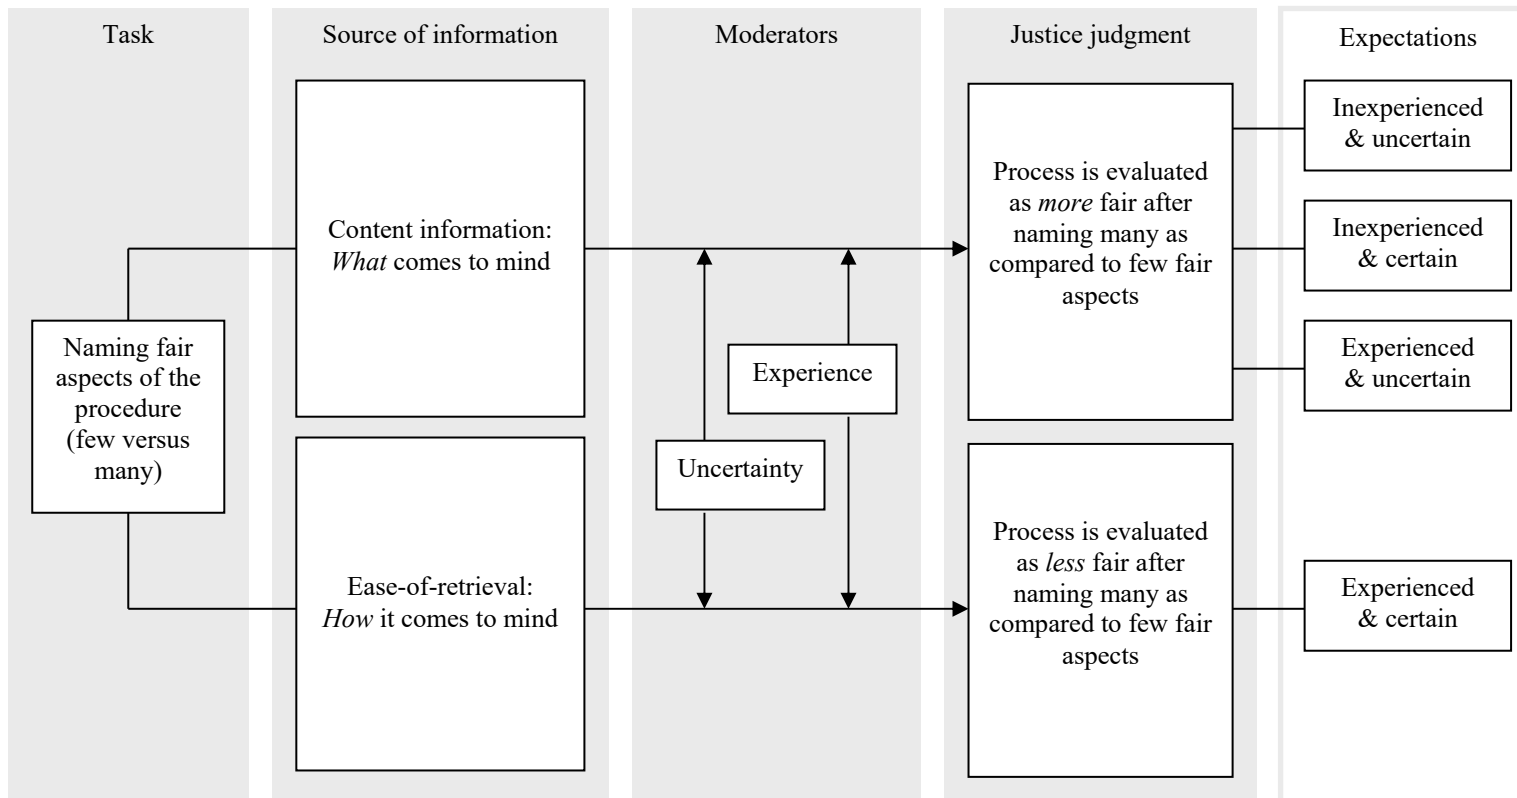 Task
Source of information
Moderators
Justice judgment
Expectations
Naming fair
aspects of the
procedure
(few versus
many)
Content information:
What comes to mind
Ease-of-retrieval:
How it comes to mind
Experience
Uncertainty
Process is evaluated
as more fair after
naming many as
compared to few fair
aspects
Process is evaluated
as less fair after
naming many as
compared to few fair
aspects
Inexperienced
& uncertain
Inexperienced
& certain
Experienced
& uncertain
Experienced
& certain